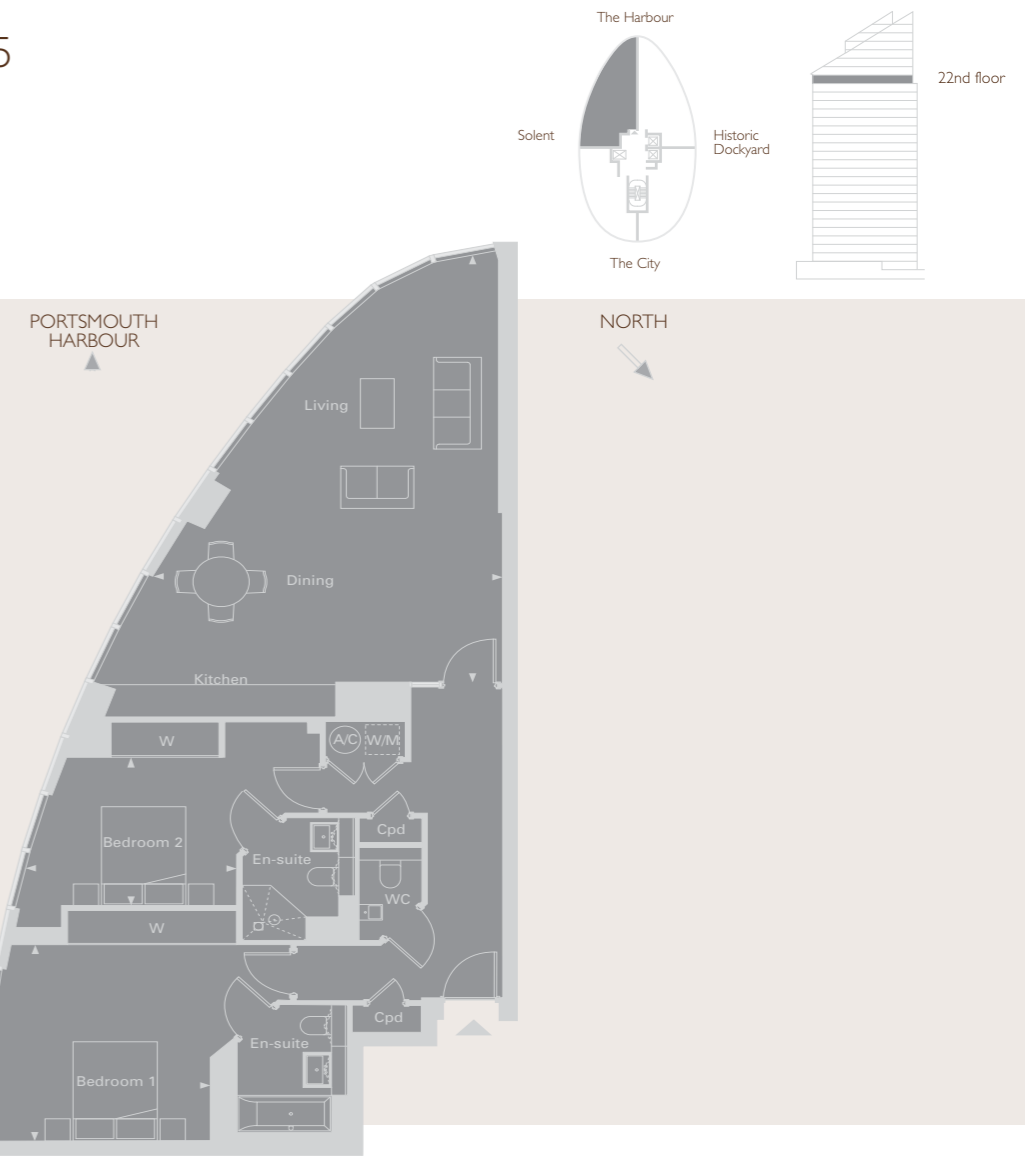 5
The Harbour
22nd floor
Solent
Historic
Dockyard
The City
PORTSMOUTH
HARBOUR
NORTH
Living
Dining
Kitchen
W
A/C
W/M
Bedroom 2
Cpd
En-suite
WC
W
Cpd
En-suite
Bedroom 1